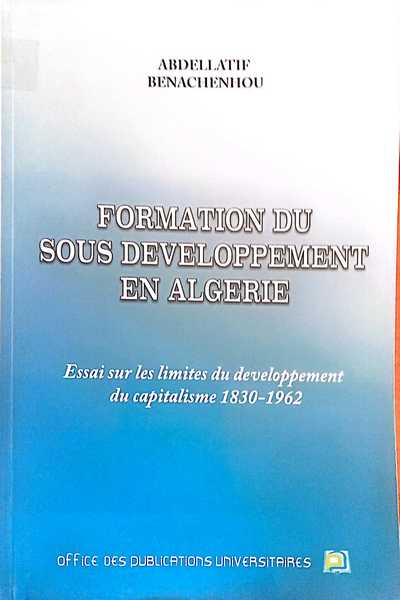 ABDELLATIF
BENACHENHOU
FORMATION DU
SOUS DEVELOPPEMENT
EN ALGERIE
Essai sur les limites du developpement
du capitalisme 1830-1962
OFFICE DES PUBLICATIONS UNIVERSITAIRES